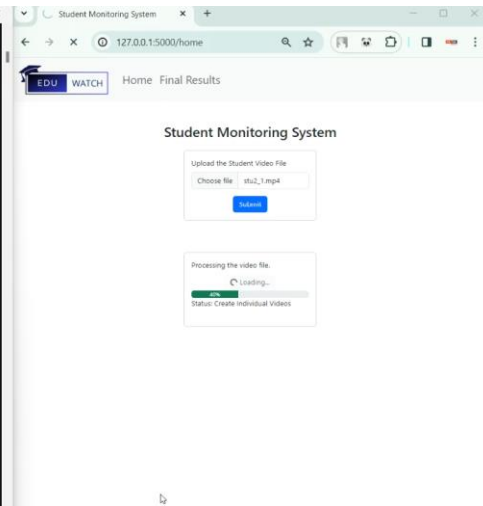 Student Monitoring System
127.0.0.1:5000/home
EDU WATCH
Home Final Results
Student Monitoring System
Upload the Student Video File
Choose file stu2_1.mp4
Submit
Processing the video file.
Loading...
40%
Status: Create Individual Videos